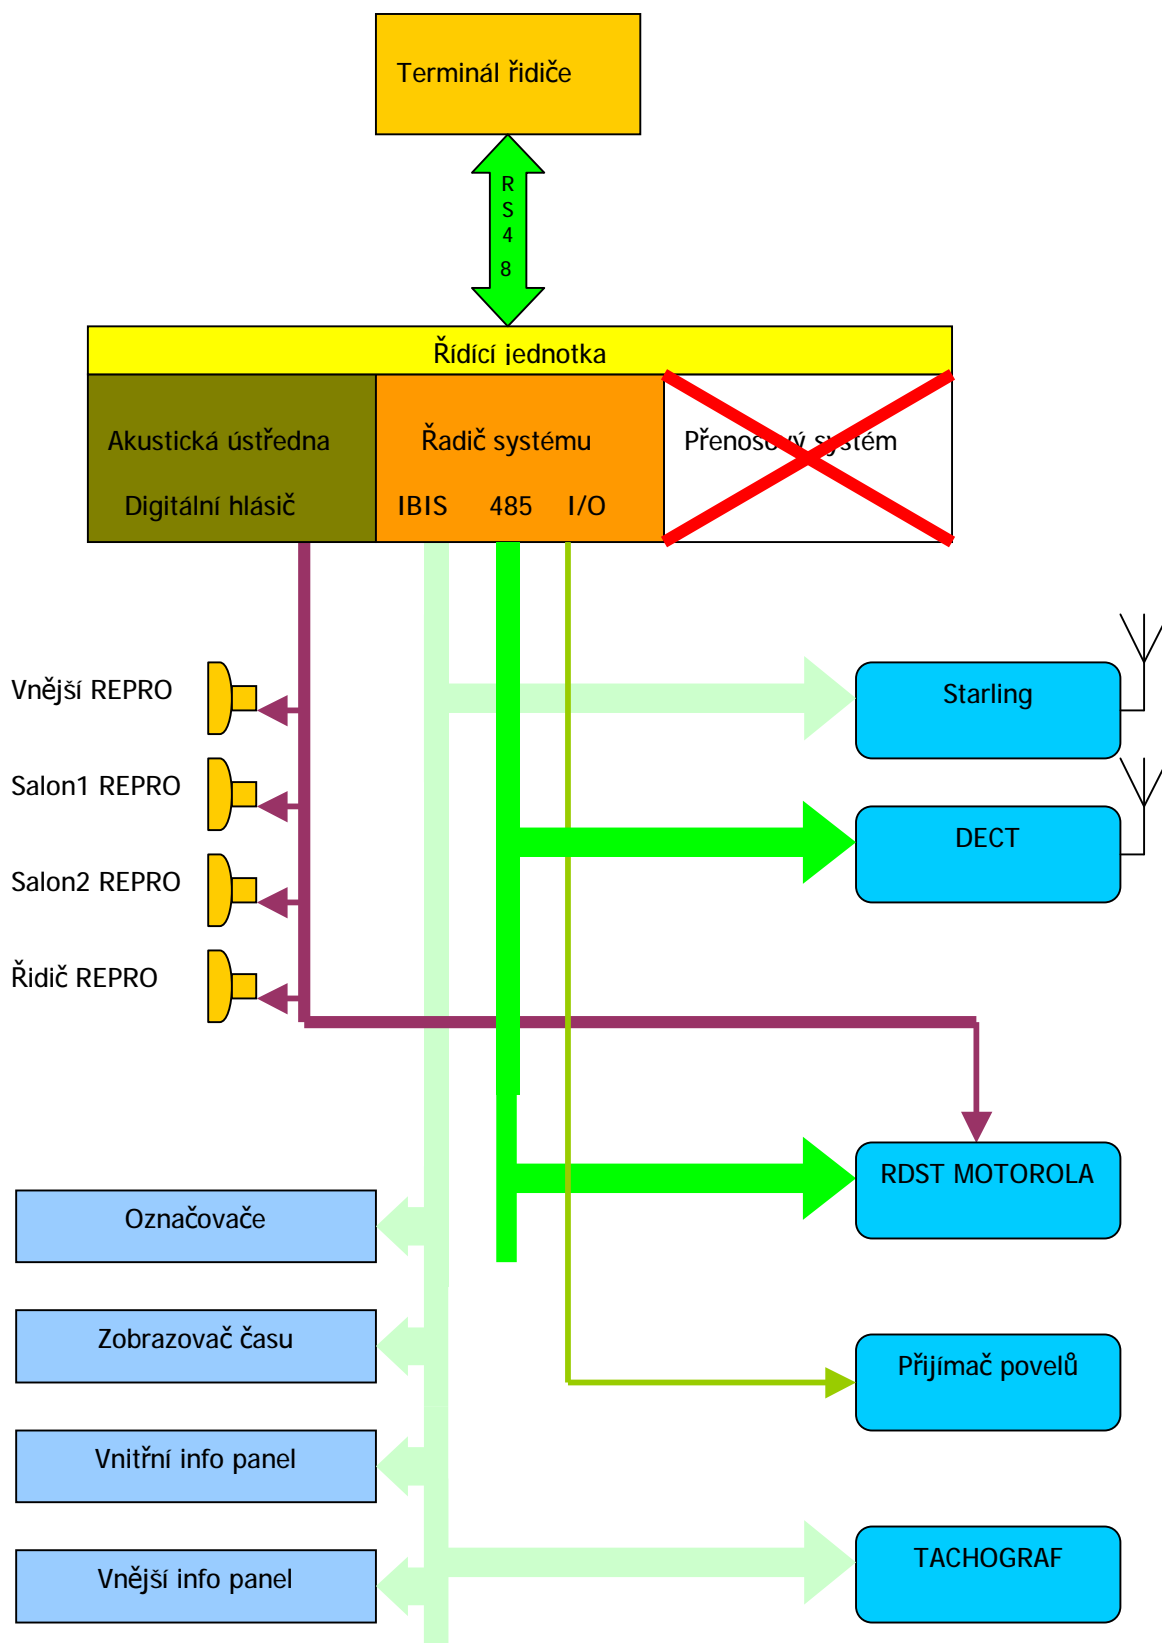 Terminál řidiče
R
S
4
8
Řídící jednotka
Akustická ústředna
Řadič systému
Přenosový systém
Digitální hlásič
IBIS 485 I/O
Vnější REPRO
Starling
Salon1 REPRO
DECT
Salon2 REPRO
Řidič REPRO
RDST MOTOROLA
Označovače
Zobrazovač času
Přijímač povelů
Vnitřní info panel
TACHOGRAF
Vnější info panel